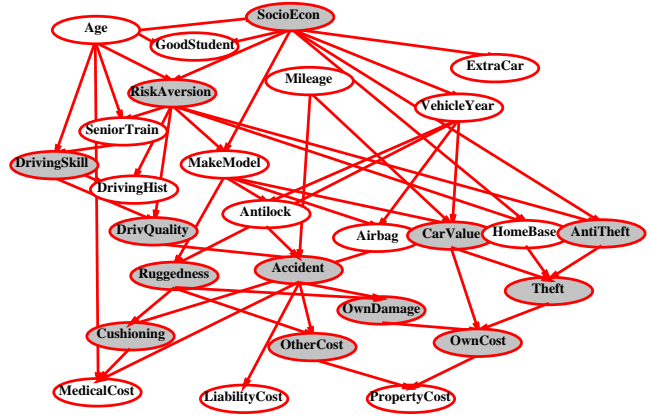 SocioEcon
Age
GoodStudent
ExtraCar
Mileage
RiskAversion
VehicleYear
SeniorTrain
DrivingSkill
MakeModel
DrivingHist
Antilock
DrivQuality
Airbag
CarValue
HomeBase
AntiTheft
Ruggedness
Accident
Theft
OwnDamage
Cushioning
OtherCost
OwnCost
MedicalCost
LiabilityCost
PropertyCost